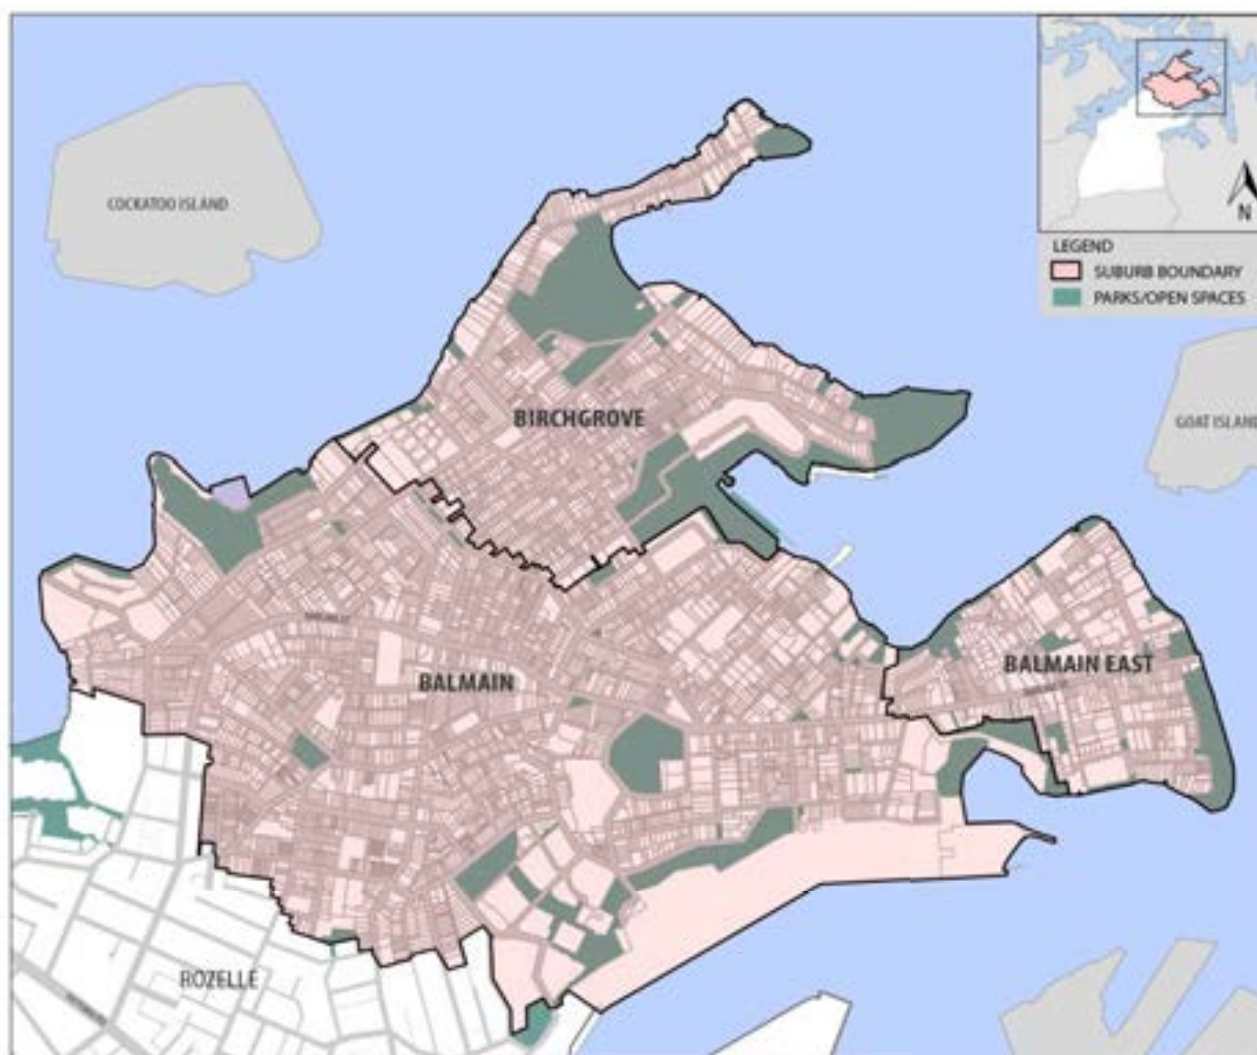 COCKATOO ISLAND
N
LEGEND
SUBURB BOUNDARY
PARKS/OPEN SPACES
GOAT ISLAND
BIRCHGROVE
BALMAIN
BALMAIN EAST
ROZELLE